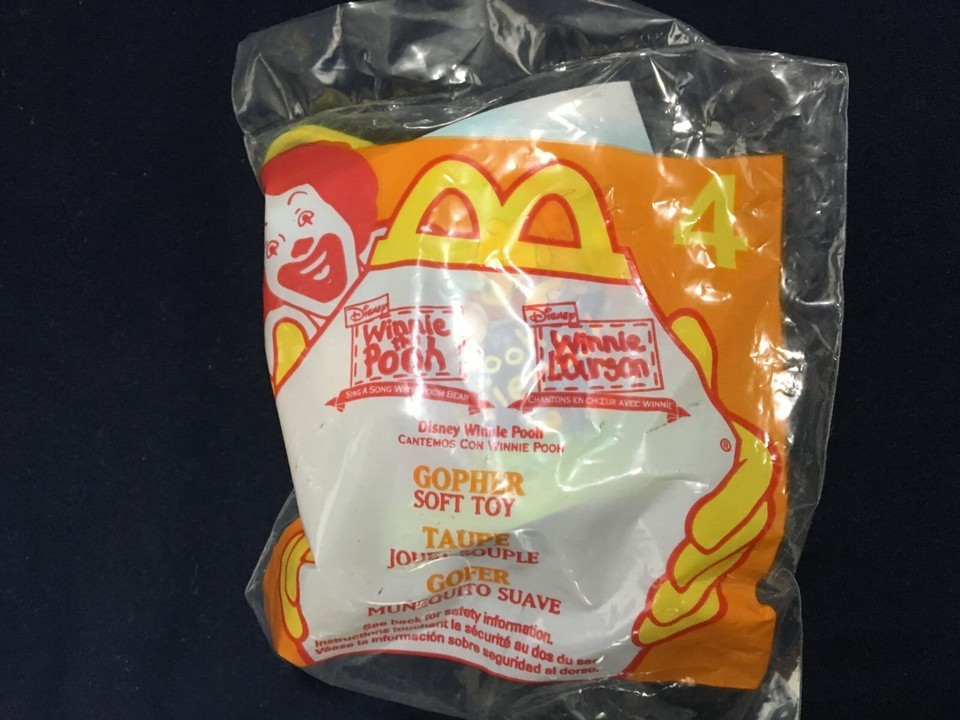 4
Disney
Winnie
the
Pooh
SING A SONG WITH POOH BEAR
Disney
Winnie
L'Ourson
CHANTONS EN CHŒUR AVEC WINNIE
Disney Winnie Pooh
CANTEMOS CON WINNIE POOH
®
GOPHER
SOFT TOY
TAUPE
JOUET SOUPLE
GOFER
MUÑEQUITO SUAVE
See back for safety information.
Instructions touchant la sécurité au dos du sac.
Véase la información sobre seguridad al dorso.